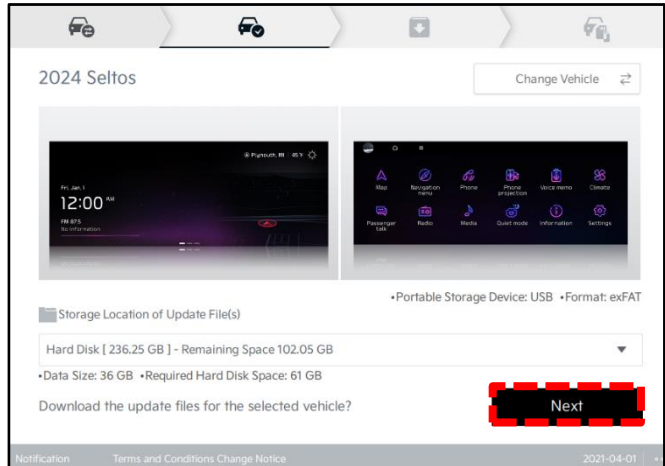 2024 Seltos
Change Vehicle
Plymouth, MI 45°F
Fri, Jan. 1
12:00 AM
FM 87.5
No information
Map
Navigation menu
Phone
Phone projection
Voice memo
Climate
Passenger talk
Radio
Media
Quiet mode
Information
Settings
•Portable Storage Device: USB •Format: exFAT
Storage Location of Update File(s)
Hard Disk [ 236.25 GB ] - Remaining Space 102.05 GB
•Data Size: 36 GB •Required Hard Disk Space: 61 GB
Download the update files for the selected vehicle?
Next
Notification
Terms and Conditions Change Notice
2021-04-01